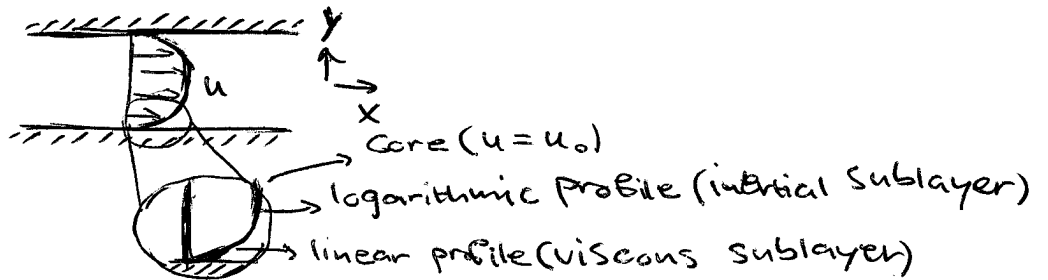 y
u
x
core (u = u₀)
logarithmic profile (inertial sublayer)
linear profile (viscous sublayer)